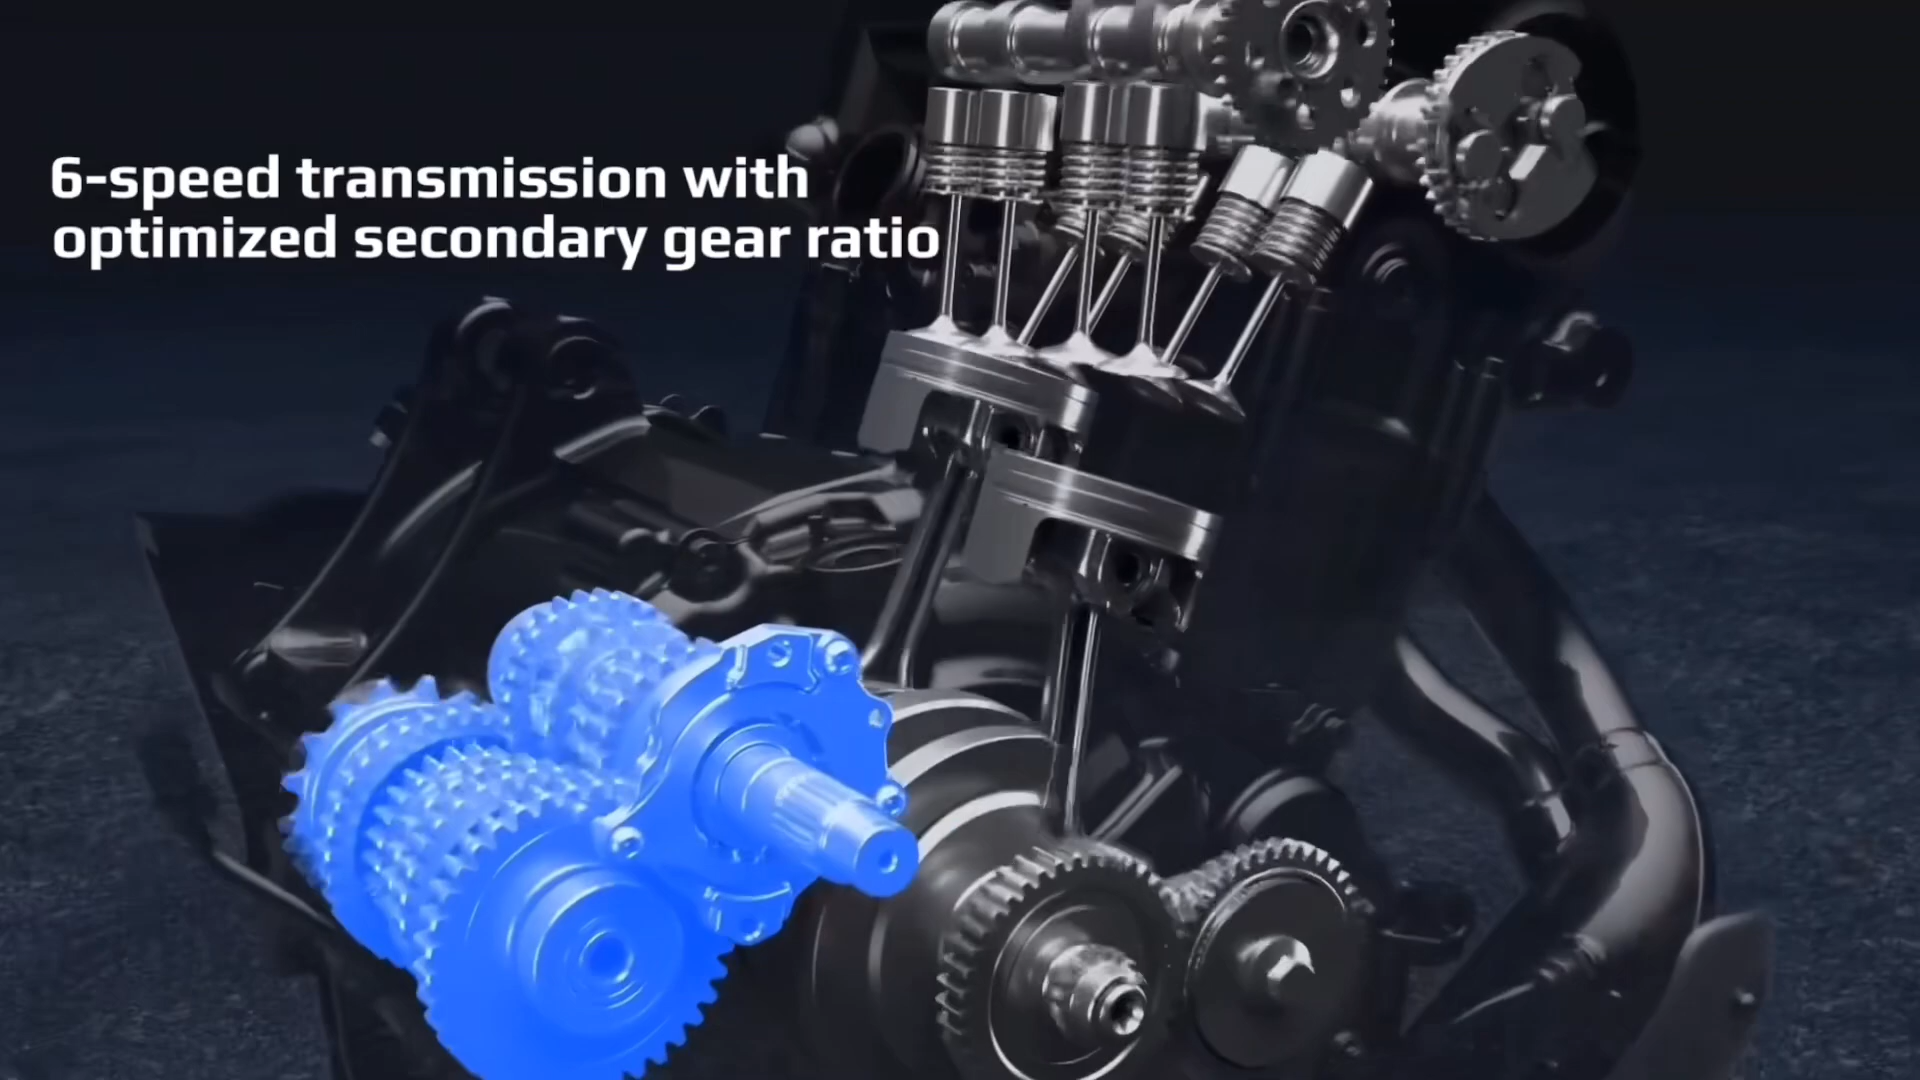 6-speed transmission with
optimized secondary gear ratio